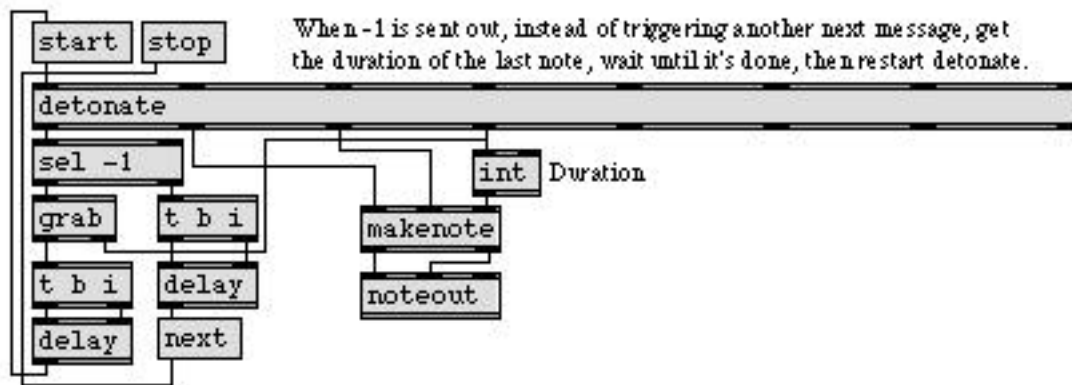 start stop When -1 is sent out, instead of triggering another next message, get
the duration of the last note, wait until it's done, then restart detonate.
detonate
sel -1
int Duration
grab t b i
makenote
t b i delay
noteout
delay next